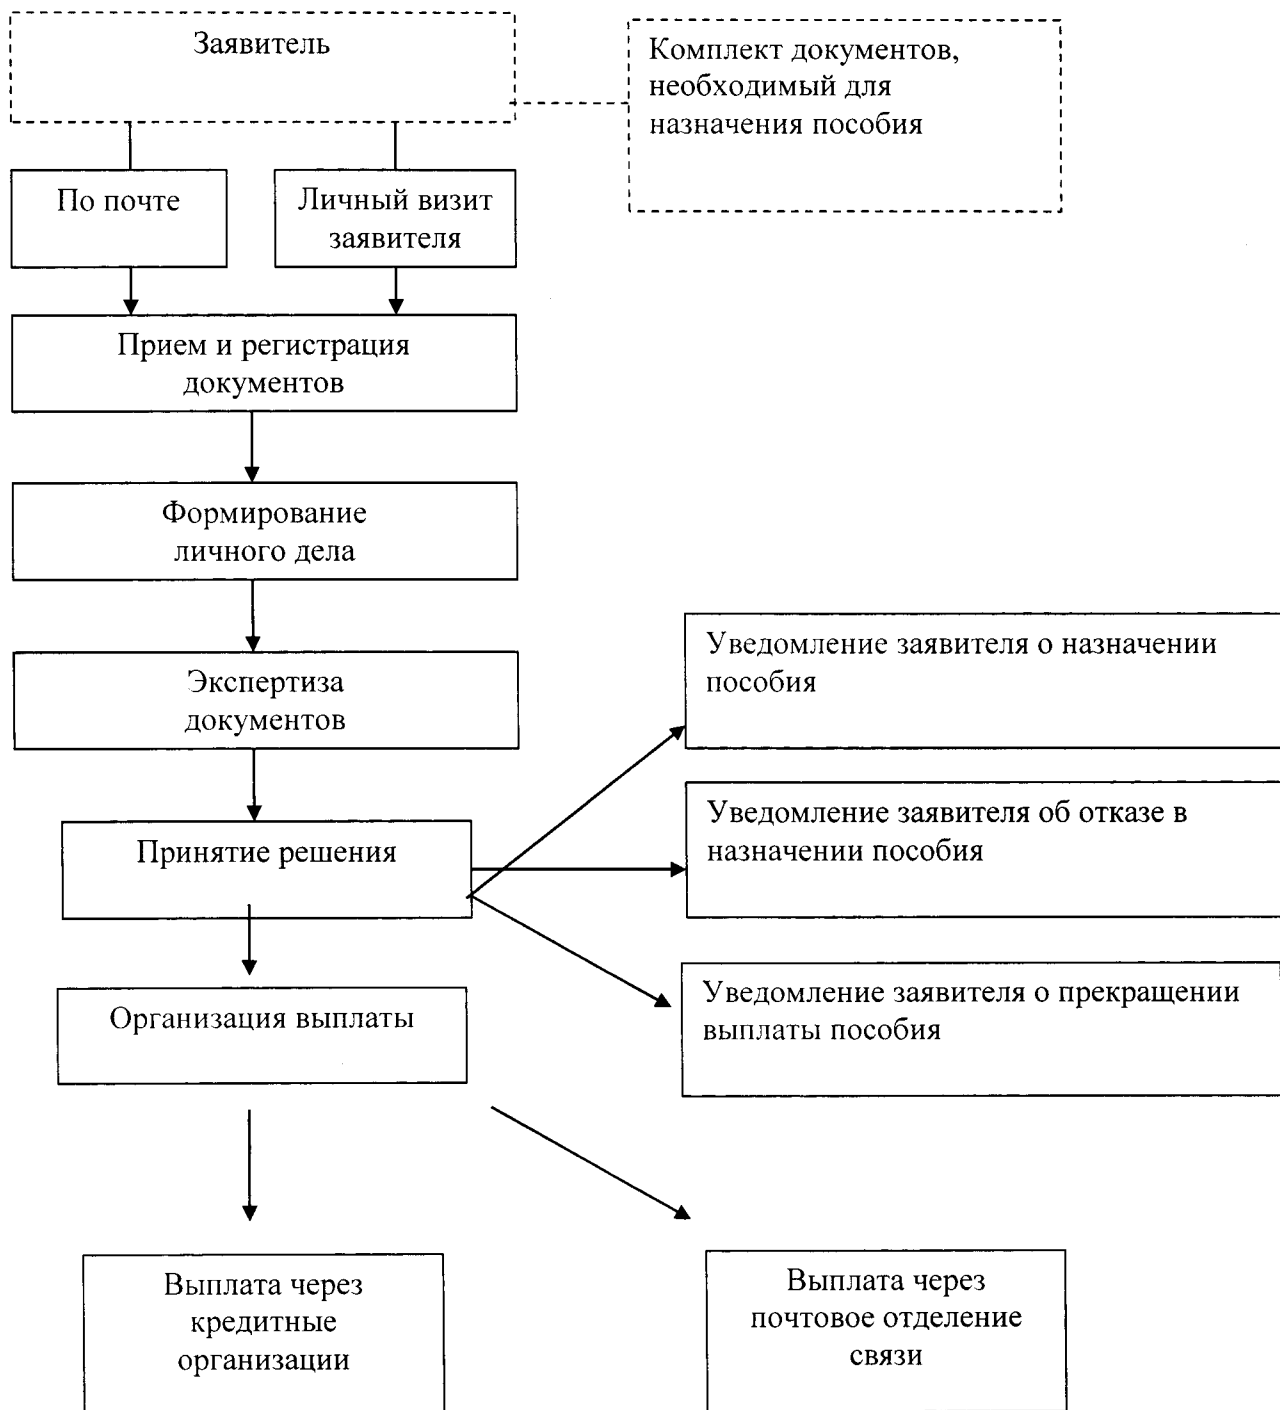 Заявитель
Комплект документов,
необходимый для
назначения пособия
По почте
Личный визит
заявителя
Прием и регистрация
документов
Формирование
личного дела
Экспертиза
документов
Уведомление заявителя о назначении
пособия
Принятие решения
Уведомление заявителя об отказе в
назначении пособия
Организация выплаты
Уведомление заявителя о прекращении
выплаты пособия
Выплата через
кредитные
организации
Выплата через
почтовое отделение
связи